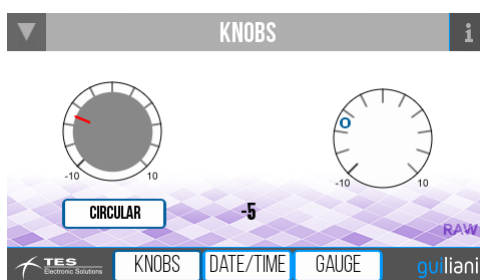 KNOBS
i
-10 10
-10 10
CIRCULAR
-5
RAW
TES
Electronic Solutions
KNOBS DATE/TIME GAUGE
guiliani